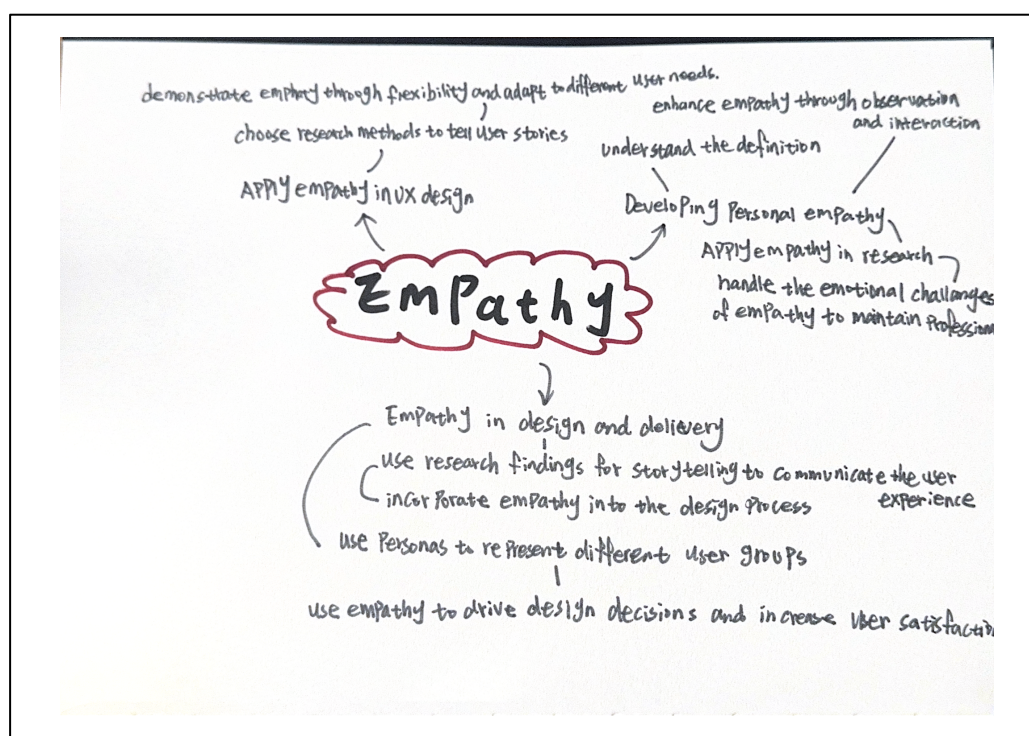 demonstrate emphaty through flexibility and adapt to different user needs.
choose research methods to tell user stories
APPly empathy in UX design
enhance empathy through observation
and interaction
understand the definition
Developing Personal empathy
APPly empathy in research
handle the emotional challanges
of empathy to maintain Profession
Empathy
Empathy in design and delivery
use research findings for storytelling to communicate the user
experience
incorporate empathy into the design process
use Personas to rePresent different user groups
use empathy to drive design decisions and increase user satisfaction